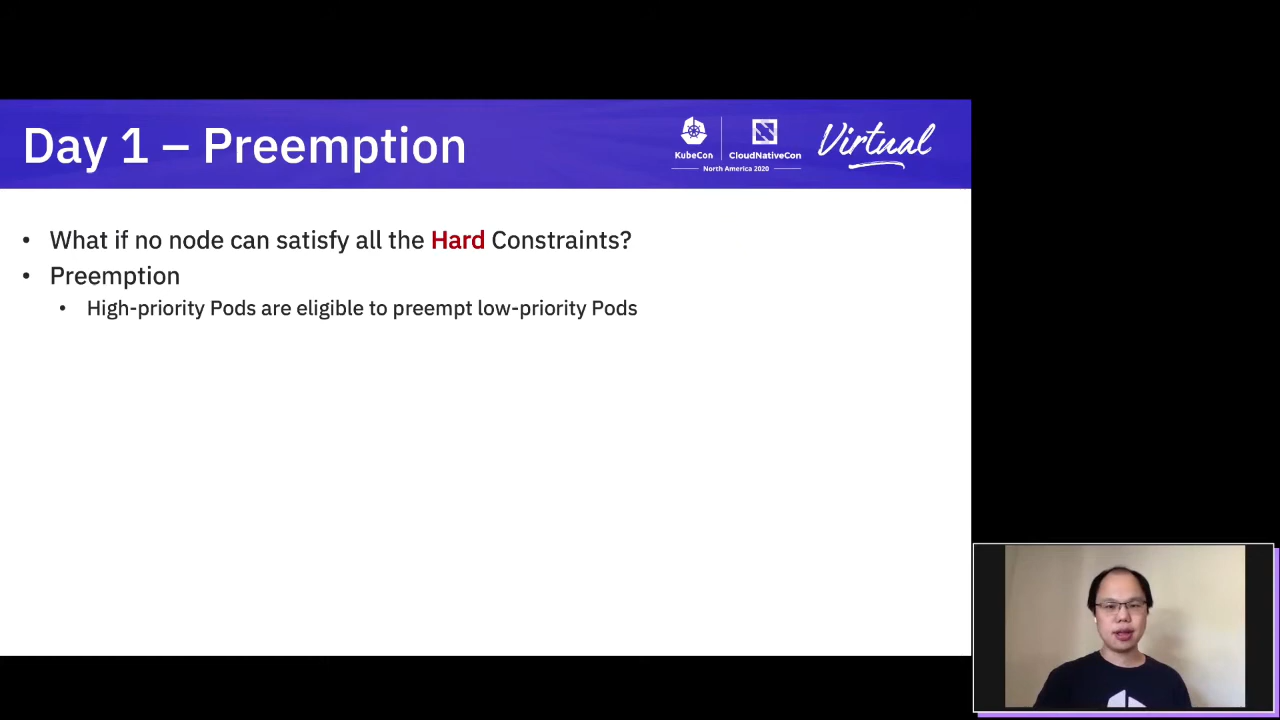 Day 1 – Preemption
KubeCon
CloudNativeCon
North America 2020
Virtual
• What if no node can satisfy all the Hard Constraints?
• Preemption
• High-priority Pods are eligible to preempt low-priority Pods